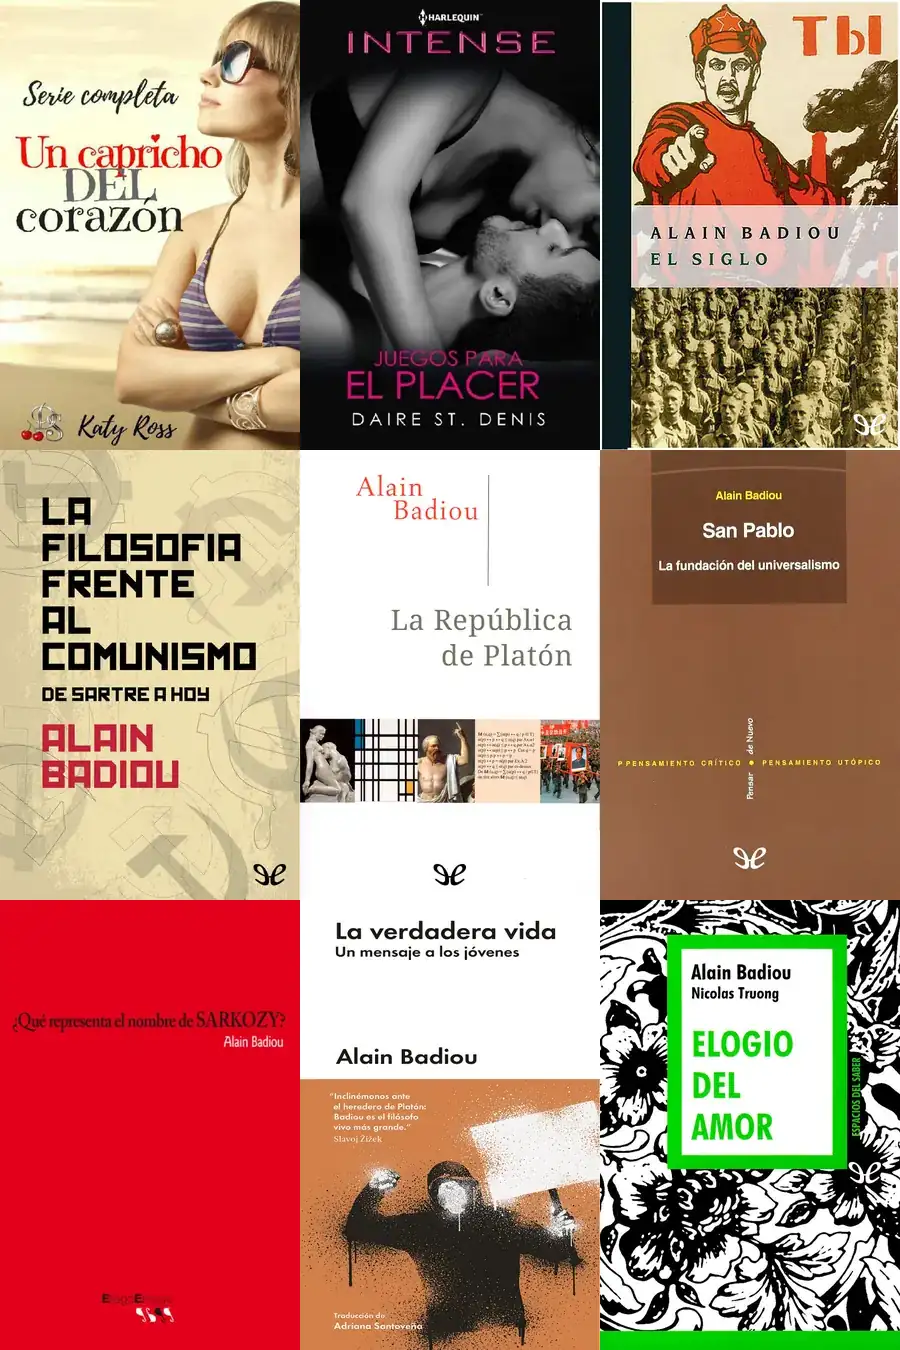 Serie completa
Un capricho
DEL
corazón
Katy Ross
HARLEQUIN
INTENSE
JUEGOS PARA
EL PLACER
DAIRE ST. DENIS
ТЫ
ALAIN BADIOU
EL SIGLO
LA
FILOSOFIA
FRENTE
AL
COMUNISMO
DE SARTRE A HOY
ALAIN
BADIOU
Alain
Badiou
La República
de Platón
Alain Badiou
San Pablo
La fundación del universalismo
Pensar de Nuevo
PPENSAMIENTO CRÍTICO • PENSAMIENTO UTÓPICO
¿Qué representa el nombre de SARKOZY?
Alain Badiou
La verdadera vida
Un mensaje a los jóvenes
Alain Badiou
"Inclinémonos ante
el heredero de Platón:
Badiou es el filósofo
vivo más grande."
Slavoj Žižek
Traducción de
Adriana Santoveña
Alain Badiou
Nicolas Truong
ELOGIO
DEL
AMOR
ESPACIOS DEL SABER